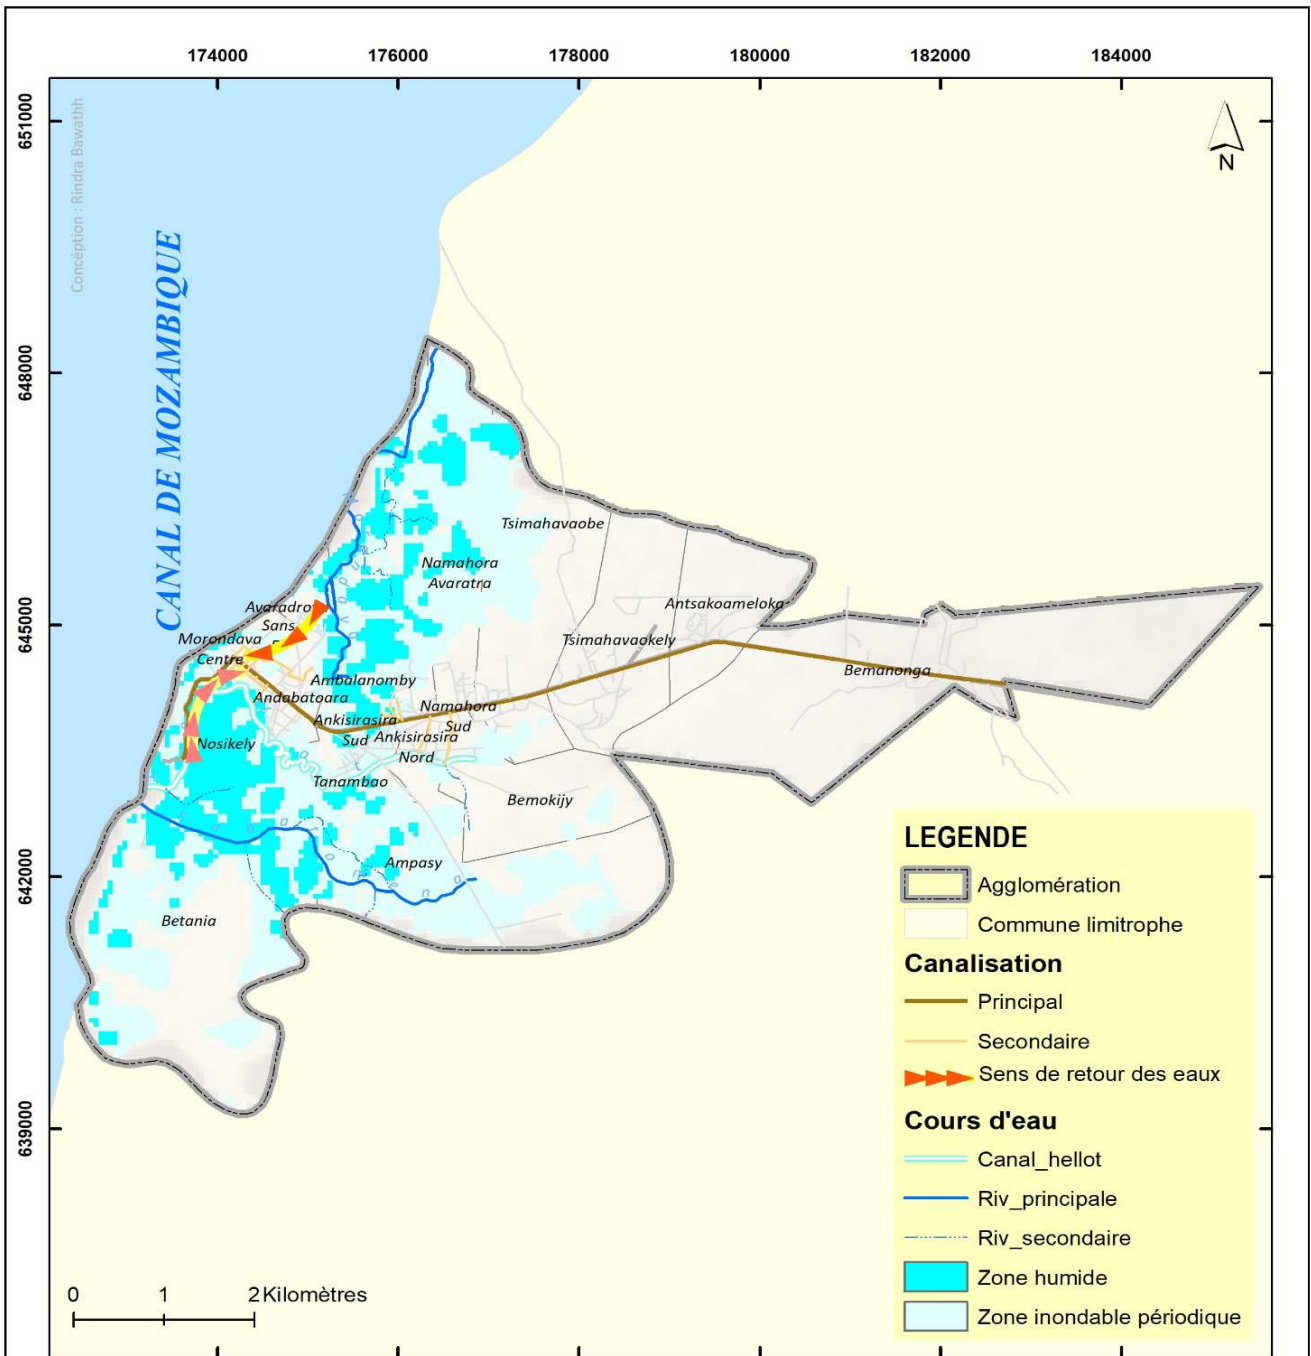 174000 176000 178000 180000 182000 184000
651000
648000
645000
642000
639000
Conception : Rindra Bawathh
N
CANAL DE MOZAMBIQUE
Tsimahavaobe
Namahora
Avaratra
Avaradro
Sans
Morondava
Centre
Antsakoameloka
Tsimahavaokely
Bemanonga
Ambalanomby
Andabatoara
Namahora
Sud
Ankisirasira
Sud
Ankisirasira
Nord
Nosikely
Tanambao
Bemokijy
Ampasy
Betania
LEGENDE
Agglomération
Commune limitrophe
Canalisation
Principal
Secondaire
Sens de retour des eaux
Cours d'eau
Canal_hellot
Riv_principale
Riv_secondaire
Zone humide
Zone inondable périodique
0 1 2 Kilomètres